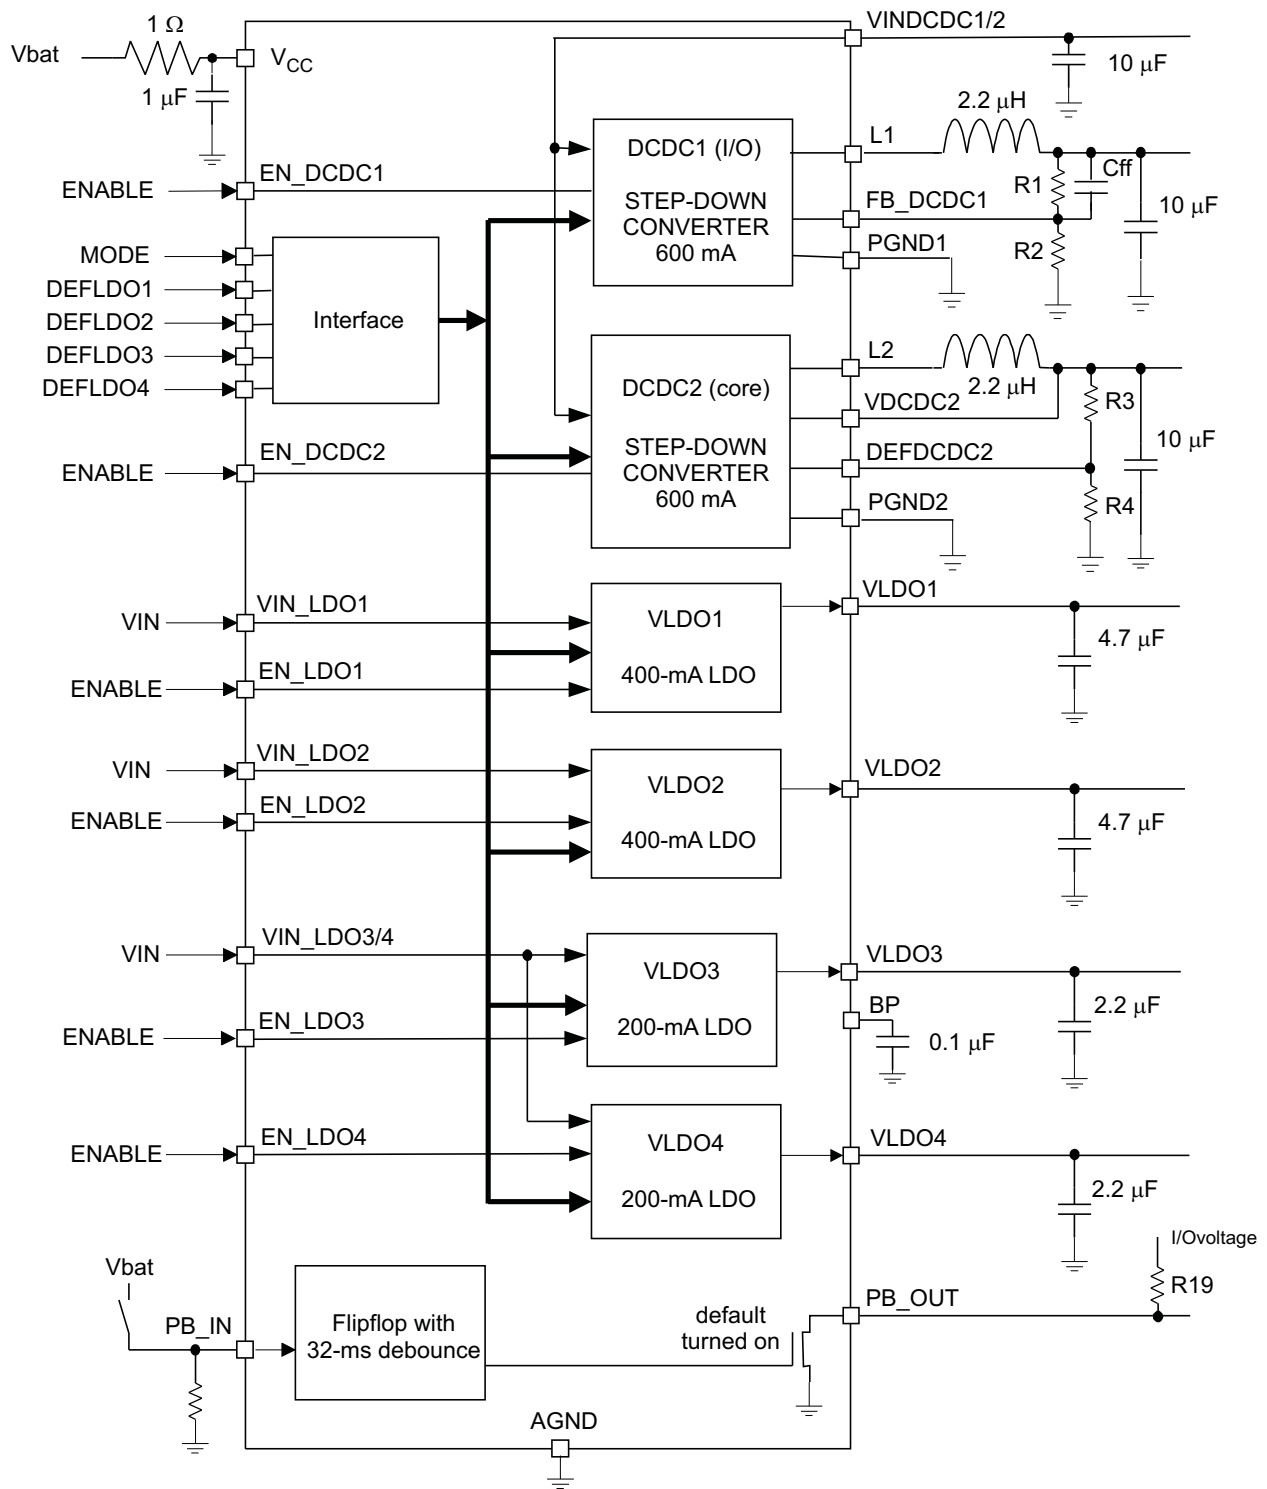 VINDCDC1/2
1 Ω
Vbat
VCC
10 μF
1 μF
2.2 μH
L1
DCDC1 (I/O)
STEP-DOWN
CONVERTER
600 mA
Cff
R1
10 μF
ENABLE
EN_DCDC1
FB_DCDC1
R2
PGND1
MODE
DEFLDO1
DEFLDO2
DEFLDO3
DEFLDO4
Interface
L2
2.2 μH
DCDC2 (core)
STEP-DOWN
CONVERTER
600 mA
VDCDC2
R3
10 μF
ENABLE
EN_DCDC2
DEFDCDC2
R4
PGND2
VIN
VIN_LDO1
VLDO1
400-mA LDO
VLDO1
4.7 μF
ENABLE
EN_LDO1
VIN
VIN_LDO2
VLDO2
400-mA LDO
VLDO2
4.7 μF
ENABLE
EN_LDO2
VIN
VIN_LDO3/4
VLDO3
200-mA LDO
VLDO3
2.2 μF
BP
0.1 μF
ENABLE
EN_LDO3
ENABLE
EN_LDO4
VLDO4
200-mA LDO
VLDO4
2.2 μF
I/Ovoltage
R19
Vbat
PB_IN
Flipflop with
32-ms debounce
default
turned on
PB_OUT
AGND